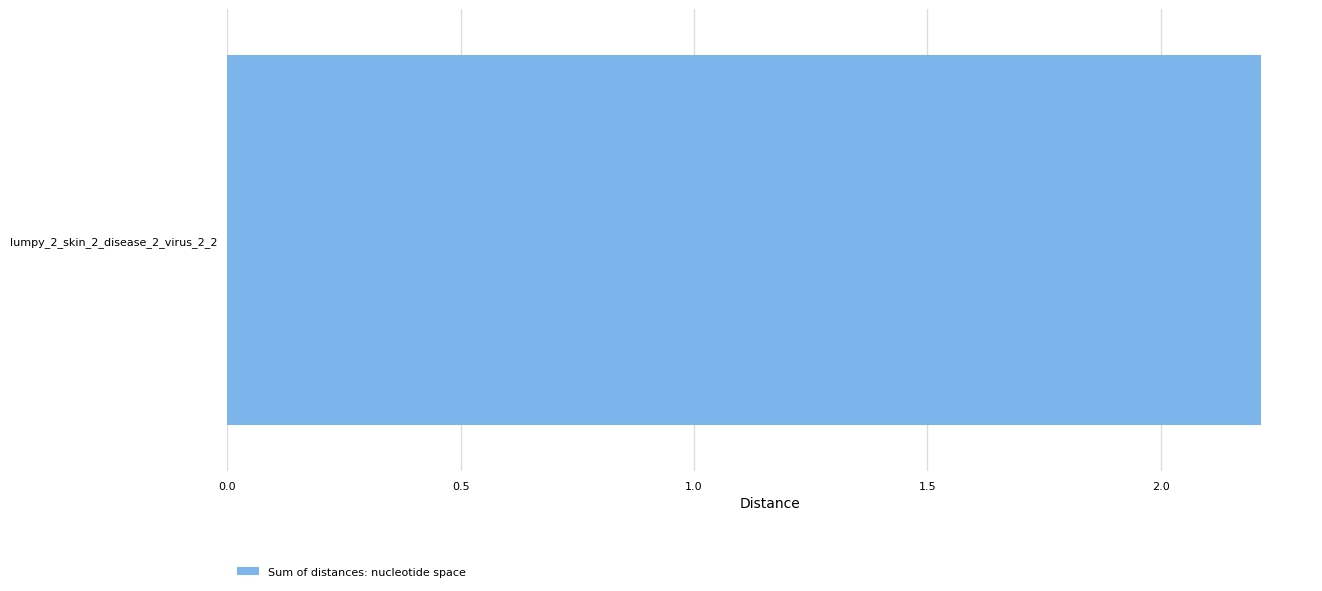 lumpy_2_skin_2_disease_2_virus_2_2
0.0 0.5 1.0 1.5 2.0
Distance
Sum of distances: nucleotide space